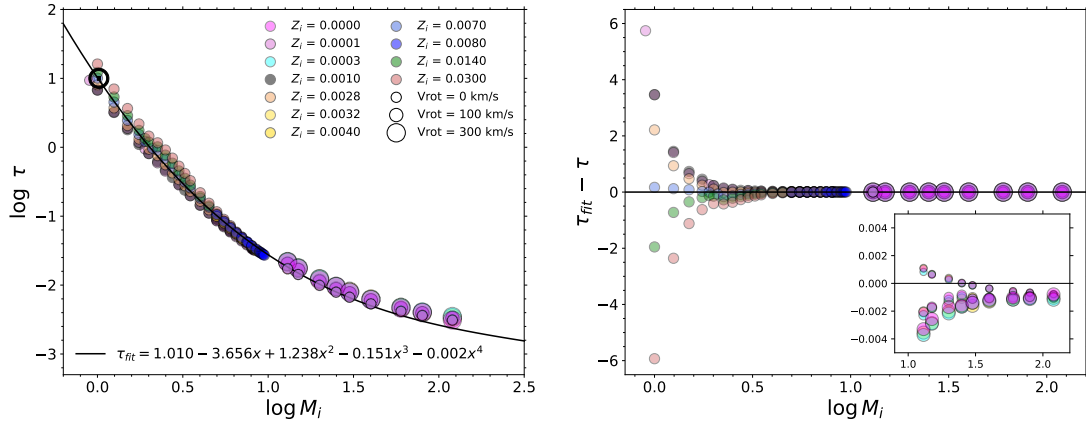 2
1
0
−1
−2
−3
log τ
0.0
0.5
1.0
1.5
2.0
2.5
log M_i
Z_i = 0.0000
Z_i = 0.0001
Z_i = 0.0003
Z_i = 0.0010
Z_i = 0.0028
Z_i = 0.0032
Z_i = 0.0040
Z_i = 0.0070
Z_i = 0.0080
Z_i = 0.0140
Z_i = 0.0300
Vrot = 0 km/s
Vrot = 100 km/s
Vrot = 300 km/s
τ_{fit} = 1.010 − 3.656x + 1.238x² − 0.151x³ − 0.002x⁴
6
4
2
0
−2
−4
−6
τ_{fit} − τ
0.0
0.5
1.0
1.5
2.0
log M_i
0.004
0.002
0.000
−0.002
−0.004
1.0
1.5
2.0